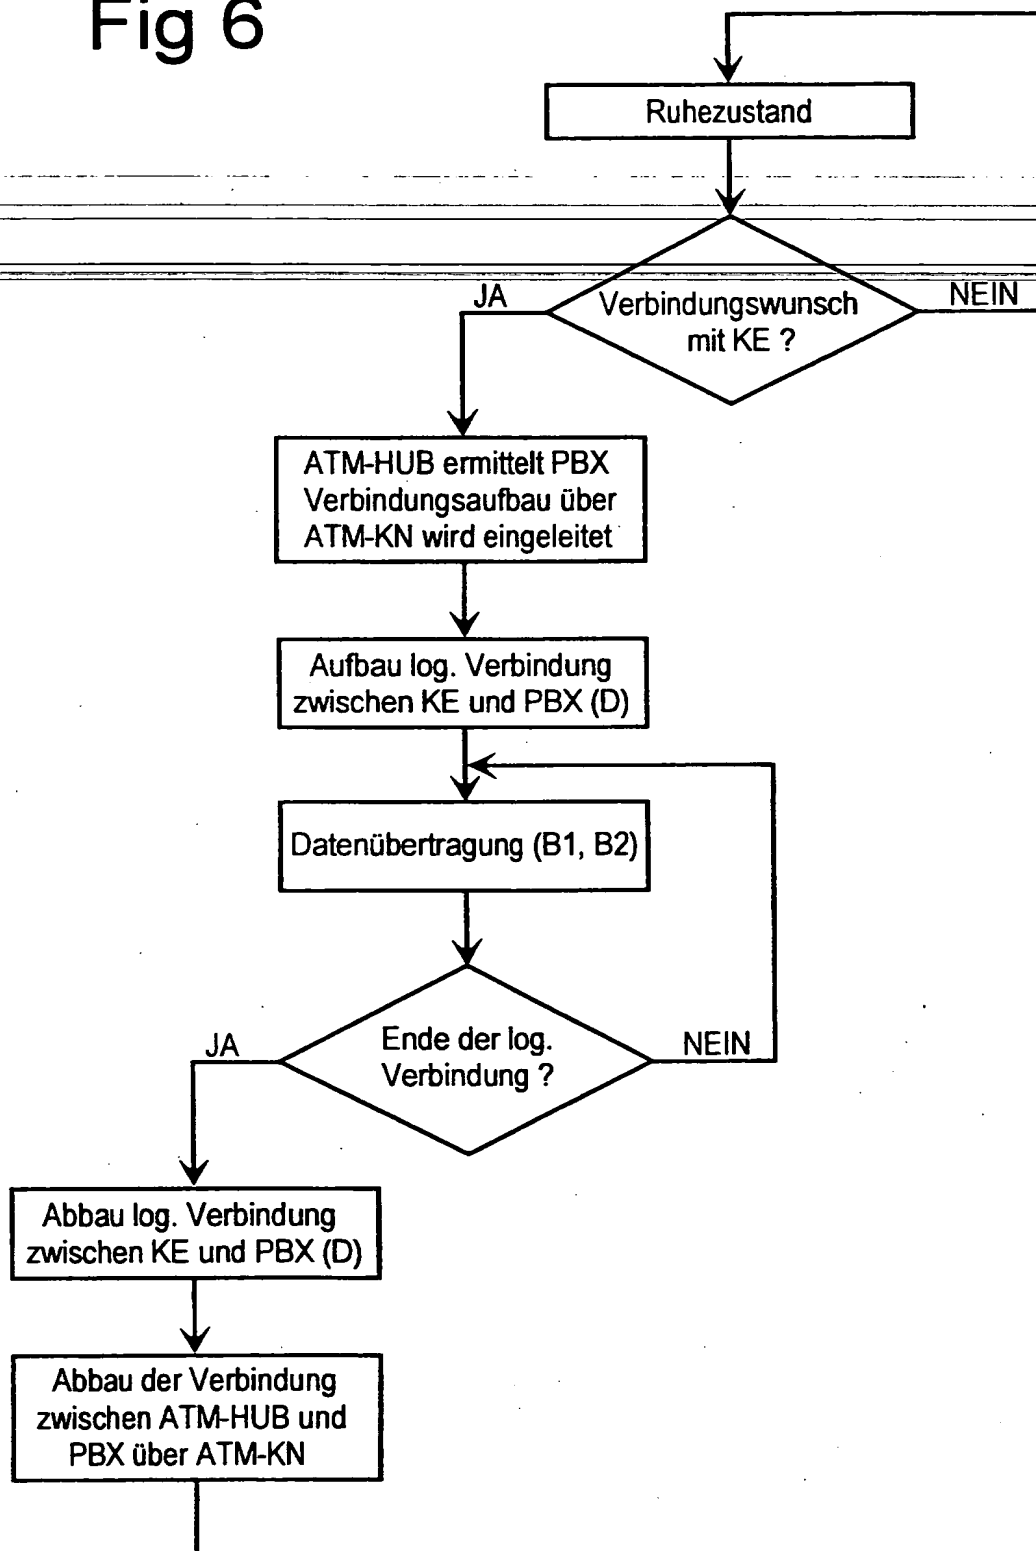 Fig 6
Ruhezustand
Verbindungswunsch
mit KE ?
JA
NEIN
ATM-HUB ermittelt PBX
Verbindungsaufbau über
ATM-KN wird eingeleitet
Aufbau log. Verbindung
zwischen KE und PBX (D)
Datenübertragung (B1, B2)
Ende der log.
Verbindung ?
JA
NEIN
Abbau log. Verbindung
zwischen KE und PBX (D)
Abbau der Verbindung
zwischen ATM-HUB und
PBX über ATM-KN